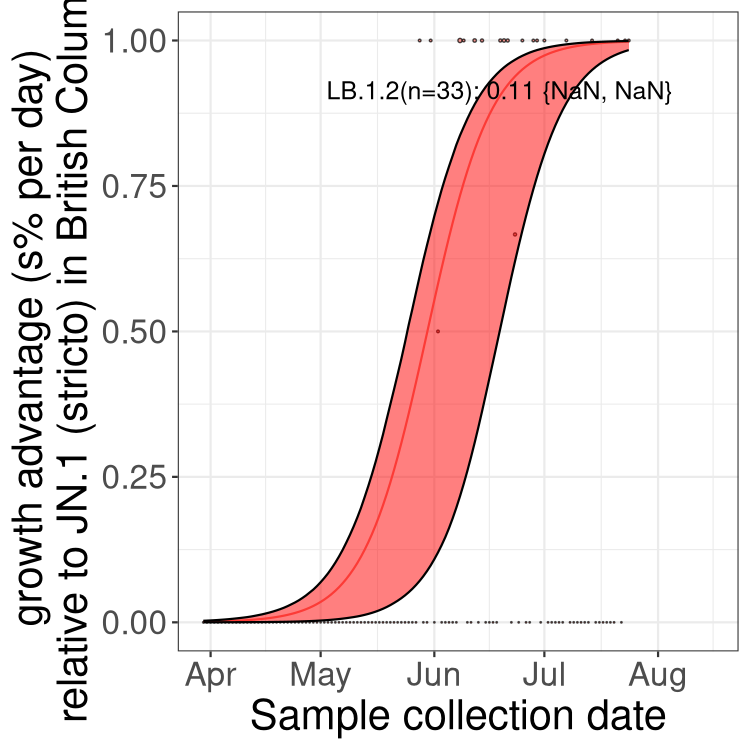 growth advantage (s% per day)
relative to JN.1 (stricto) in British Colum
1.00
0.75
0.50
0.25
0.00
LB.1.2(n=33): 0.11 {NaN, NaN}
Apr May Jun Jul Aug
Sample collection date